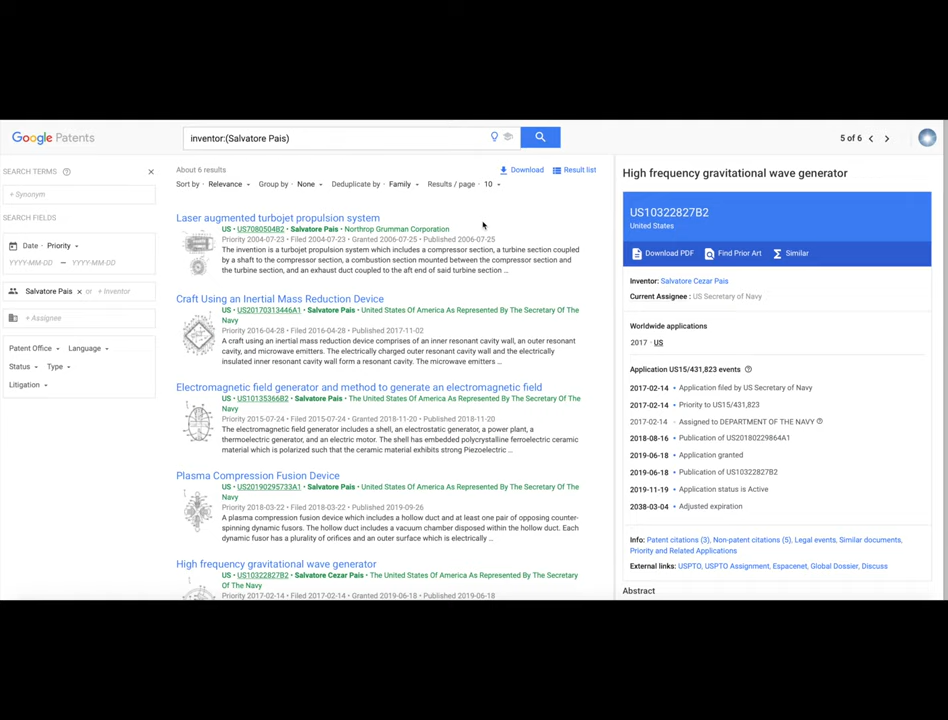 Google Patents
inventor:(Salvatore Pais)
5 of 6
SEARCH TERMS
+ Synonym
SEARCH FIELDS
Date · Priority
YYYY-MM-DD — YYYY-MM-DD
Salvatore Pais × or + Inventor
+ Assignee
Patent Office Language
Status Type
Litigation
About 6 results
Download Result list
Sort by · Relevance Group by · None Deduplicate by · Family Results / page · 10
Laser augmented turbojet propulsion system
US • US7080504B2 • Salvatore Pais • Northrop Grumman Corporation
Priority 2004-07-23 • Filed 2004-07-23 • Granted 2006-07-25 • Published 2006-07-25
The invention is a turbojet propulsion system which includes a compressor section, a turbine section coupled
by a shaft to the compressor section, a combustion section mounted between the compressor section and
the turbine section, and an exhaust duct coupled to the aft end of said turbine section ...
Craft Using an Inertial Mass Reduction Device
US • US20170313446A1 • Salvatore Pais • United States Of America As Represented By The Secretary Of The
Navy
Priority 2016-04-28 • Filed 2016-04-28 • Published 2017-11-02
A craft using an inertial mass reduction device comprises of an inner resonant cavity wall, an outer resonant
cavity, and microwave emitters. The electrically charged outer resonant cavity wall and the electrically
insulated inner resonant cavity wall form a resonant cavity. The microwave emitters ...
Electromagnetic field generator and method to generate an electromagnetic field
US • US10135366B2 • Salvatore Pais • The United States Of America As Represented By The Secretary Of The
Navy
Priority 2015-07-24 • Filed 2015-07-24 • Granted 2018-11-20 • Published 2018-11-20
The electromagnetic field generator includes a shell, an electrostatic generator, a power plant, a
thermoelectric generator, and an electric motor. The shell has embedded polycrystalline ferroelectric ceramic
material which is polarized such that the ceramic material exhibits strong Piezoelectric ...
Plasma Compression Fusion Device
US • US20190295733A1 • Salvatore Pais • United States Of America As Represented By The Secretary Of The
Navy
Priority 2018-03-22 • Filed 2018-03-22 • Published 2019-09-26
A plasma compression fusion device which includes a hollow duct and at least one pair of opposing counter-
spinning dynamic fusors. The hollow duct includes a vacuum chamber disposed within the hollow duct. Each
dynamic fusor has a plurality of orifices and an outer surface which is electrically ...
High frequency gravitational wave generator
US • US10322827B2 • Salvatore Cezar Pais • The United States Of America As Represented By The Secretary
Of The Navy
Priority 2017-02-14 • Filed 2017-02-14 • Granted 2019-06-18 • Published 2019-06-18
High frequency gravitational wave generator
US10322827B2
United States
Download PDF Find Prior Art Similar
Inventor: Salvatore Cezar Pais
Current Assignee : US Secretary of Navy
Worldwide applications
2017 · US
Application US15/431,823 events
2017-02-14 • Application filed by US Secretary of Navy
2017-02-14 • Priority to US15/431,823
2017-02-14 • Assigned to DEPARTMENT OF THE NAVY
2018-08-16 • Publication of US20180229864A1
2019-06-18 • Application granted
2019-06-18 • Publication of US10322827B2
2019-11-19 • Application status is Active
2038-03-04 • Adjusted expiration
Info: Patent citations (3), Non-patent citations (5), Legal events, Similar documents,
Priority and Related Applications
External links: USPTO, USPTO Assignment, Espacenet, Global Dossier, Discuss
Abstract